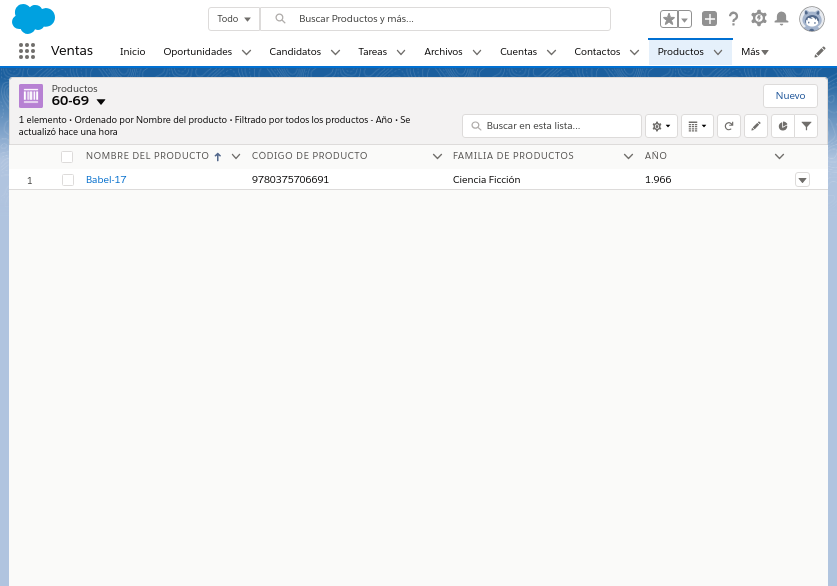 Todo
Buscar Productos y más...
Ventas
Inicio
Oportunidades
Candidatos
Tareas
Archivos
Cuentas
Contactos
Productos
Más
Productos
60-69
Nuevo
1 elemento • Ordenado por Nombre del producto • Filtrado por todos los productos - Año • Se
actualizó hace una hora
Buscar en esta lista...
NOMBRE DEL PRODUCTO
CÓDIGO DE PRODUCTO
FAMILIA DE PRODUCTOS
AÑO
1
Babel-17
9780375706691
Ciencia Ficción
1.966